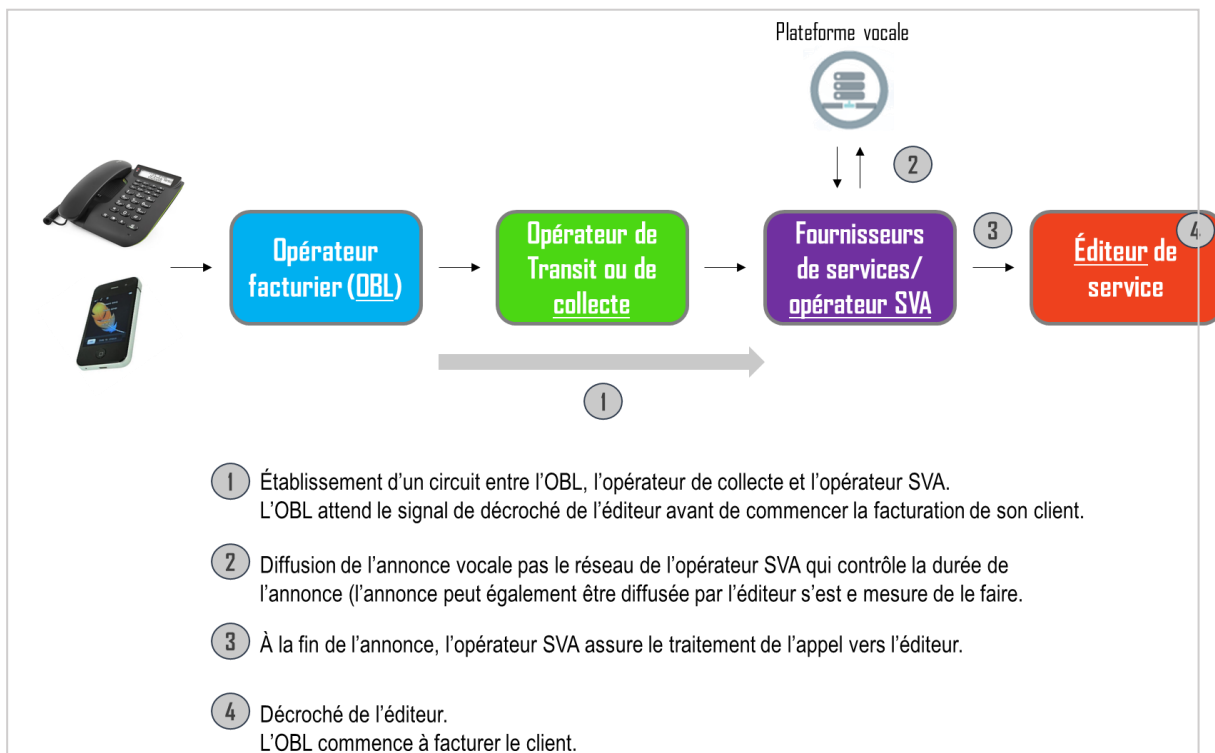 Plateforme vocale
2
Opérateur
facturier (OBL)
Opérateur de
Transit ou de
collecte
Fournisseurs
de services/
opérateur SVA
3
Éditeur de
service
4
1
1 Établissement d’un circuit entre l’OBL, l’opérateur de collecte et l’opérateur SVA.
L’OBL attend le signal de décroché de l’éditeur avant de commencer la facturation de son client.
2 Diffusion de l’annonce vocale pas le réseau de l’opérateur SVA qui contrôle la durée de
l’annonce (l’annonce peut également être diffusée par l’éditeur s’est e mesure de le faire.
3 À la fin de l’annonce, l’opérateur SVA assure le traitement de l’appel vers l’éditeur.
4 Décroché de l’éditeur.
L’OBL commence à facturer le client.